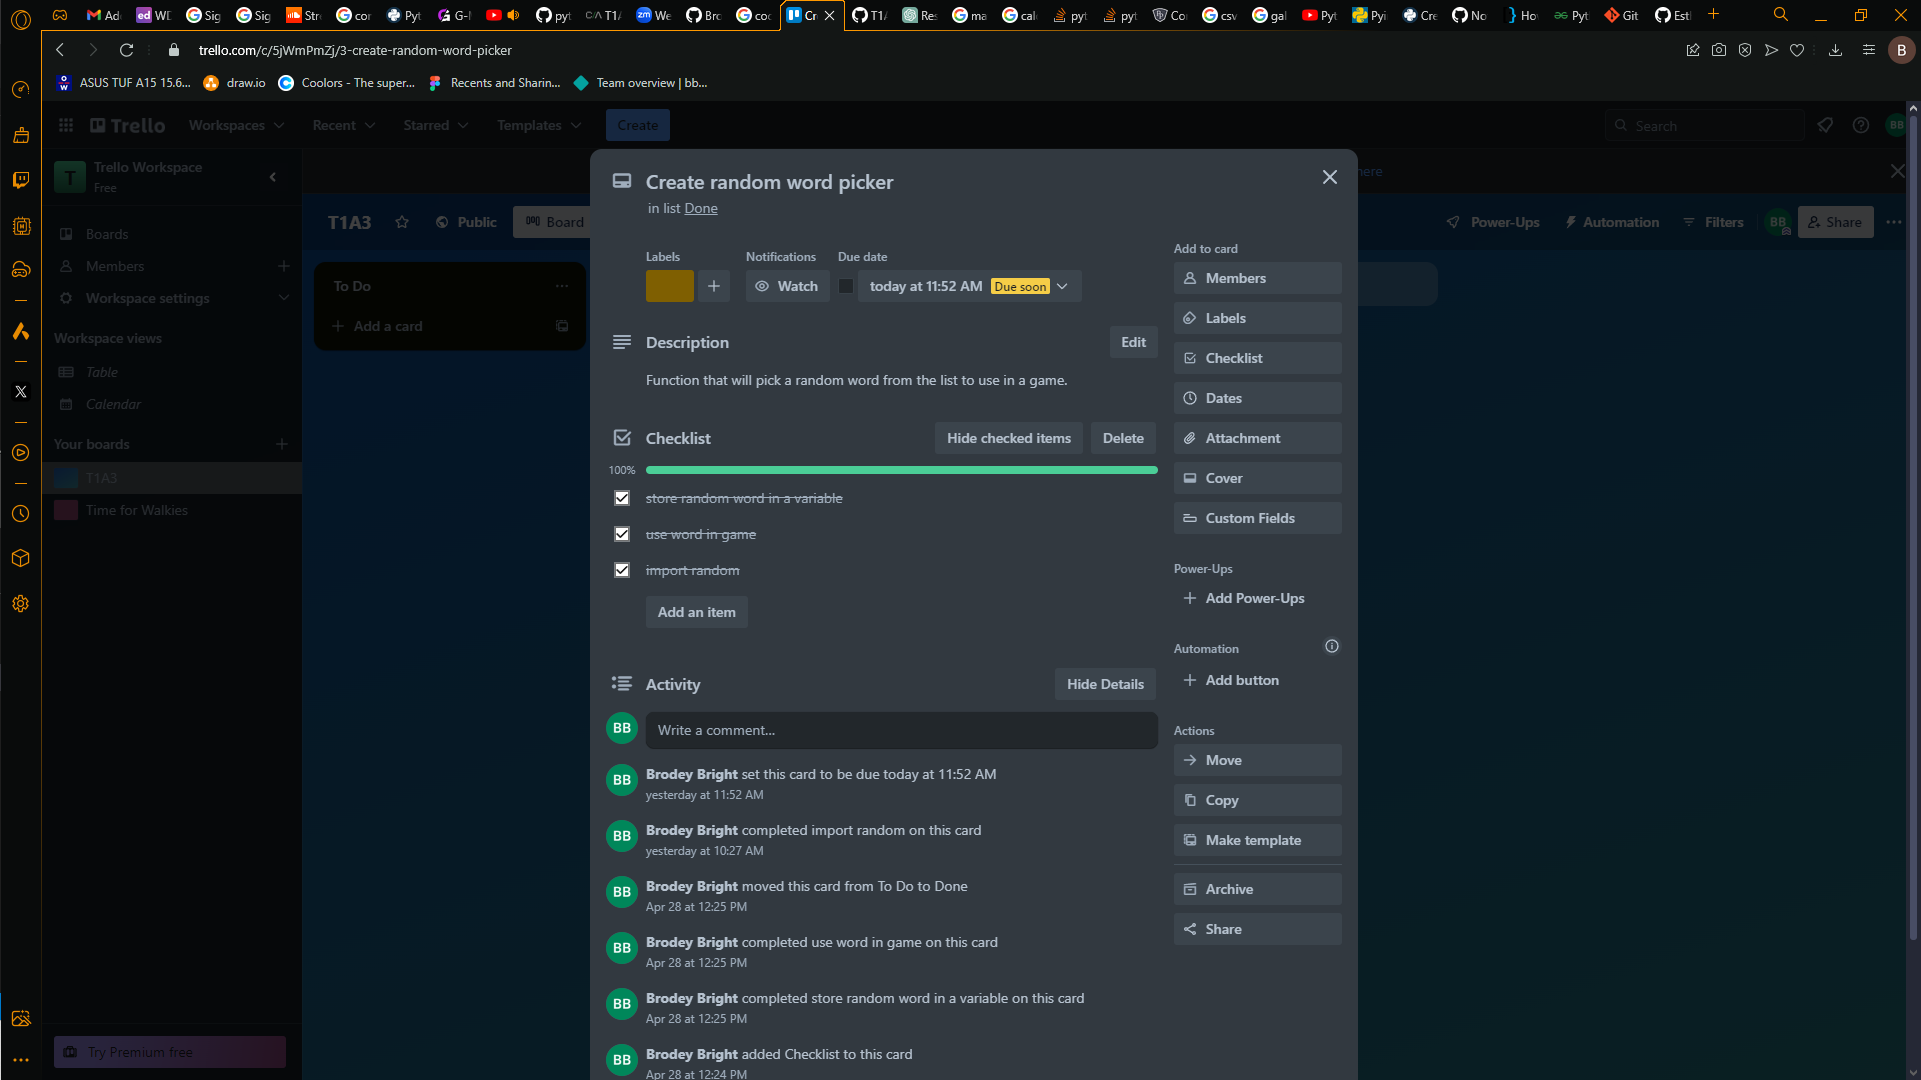 Ad
WD
Sig
Sig
Stre
cor
Pyt
G-M
pyt
T1A
We
Bro
coo
Cr
T1A
Res
ma
calc
pyt
pyt
Co
csv
gal
Pyt
Pyi
Cre
No
Ho
Pyt
Git
Estl
trello.com/c/5jWmPmZj/3-create-random-word-picker
B
ASUS TUF A15 15.6...
draw.io
Coolors - The super...
Recents and Sharin...
Team overview | bb...
Trello
Workspaces
Recent
Starred
Templates
Create
Search
BB
T
Trello Workspace
Free
Boards
Members
Workspace settings
Workspace views
Table
Calendar
Your boards
T1A3
Time for Walkies
Try Premium free
T1A3
Public
Board
here
Power-Ups
Automation
Filters
BB
Share
To Do
Add a card
Create random word picker
in list Done
Labels
Notifications
Due date
Watch
today at 11:52 AM Due soon
Description
Edit
Function that will pick a random word from the list to use in a game.
Checklist
Hide checked items
Delete
100%
store random word in a variable
use word in game
import random
Add an item
Activity
Hide Details
BB
Write a comment...
BB
Brodey Bright set this card to be due today at 11:52 AM
yesterday at 11:52 AM
BB
Brodey Bright completed import random on this card
yesterday at 10:27 AM
BB
Brodey Bright moved this card from To Do to Done
Apr 28 at 12:25 PM
BB
Brodey Bright completed use word in game on this card
Apr 28 at 12:25 PM
BB
Brodey Bright completed store random word in a variable on this card
Apr 28 at 12:25 PM
BB
Brodey Bright added Checklist to this card
Apr 28 at 12:24 PM
Add to card
Members
Labels
Checklist
Dates
Attachment
Cover
Custom Fields
Power-Ups
Add Power-Ups
Automation
Add button
Actions
Move
Copy
Make template
Archive
Share